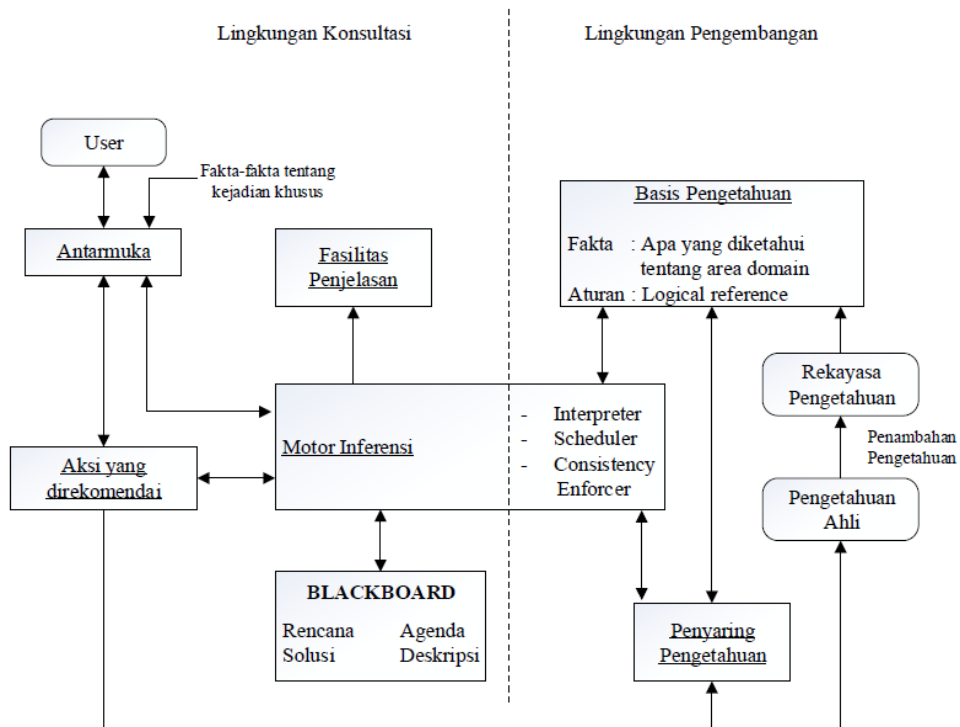 Lingkungan Konsultasi
Lingkungan Pengembangan
User
Fakta-fakta tentang
kejadian khusus
Antarmuka
Fasilitas
Penjelasan
Basis Pengetahuan
Fakta : Apa yang diketahui
tentang area domain
Aturan : Logical reference
Rekayasa
Pengetahuan
Motor Inferensi
- Interpreter
- Scheduler
- Consistency
Enforcer
Penambahan
Pengetahuan
Aksi yang
direkomendai
Pengetahuan
Ahli
BLACKBOARD
Rencana Agenda
Solusi Deskripsi
Penyaring
Pengetahuan